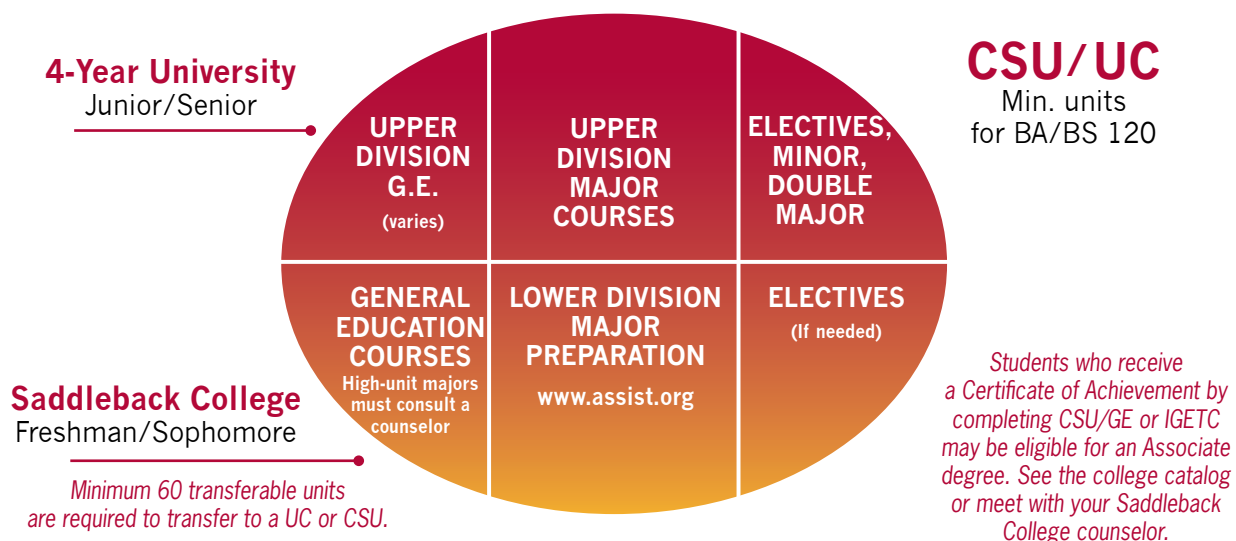 4-Year University
Junior/Senior
UPPER
DIVISION
G.E.
(varies)
UPPER
DIVISION
MAJOR
COURSES
ELECTIVES,
MINOR,
DOUBLE
MAJOR
CSU/UC
Min. units
for BA/BS 120
Saddleback College
Freshman/Sophomore
Minimum 60 transferable units
are required to transfer to a UC or CSU.
GENERAL
EDUCATION
COURSES
High-unit majors
must consult a
counselor
LOWER DIVISION
MAJOR
PREPARATION
www.assist.org
ELECTIVES
(If needed)
Students who receive
a Certificate of Achievement by
completing CSU/GE or IGETC
may be eligible for an Associate
degree. See the college catalog
or meet with your Saddleback
College counselor.